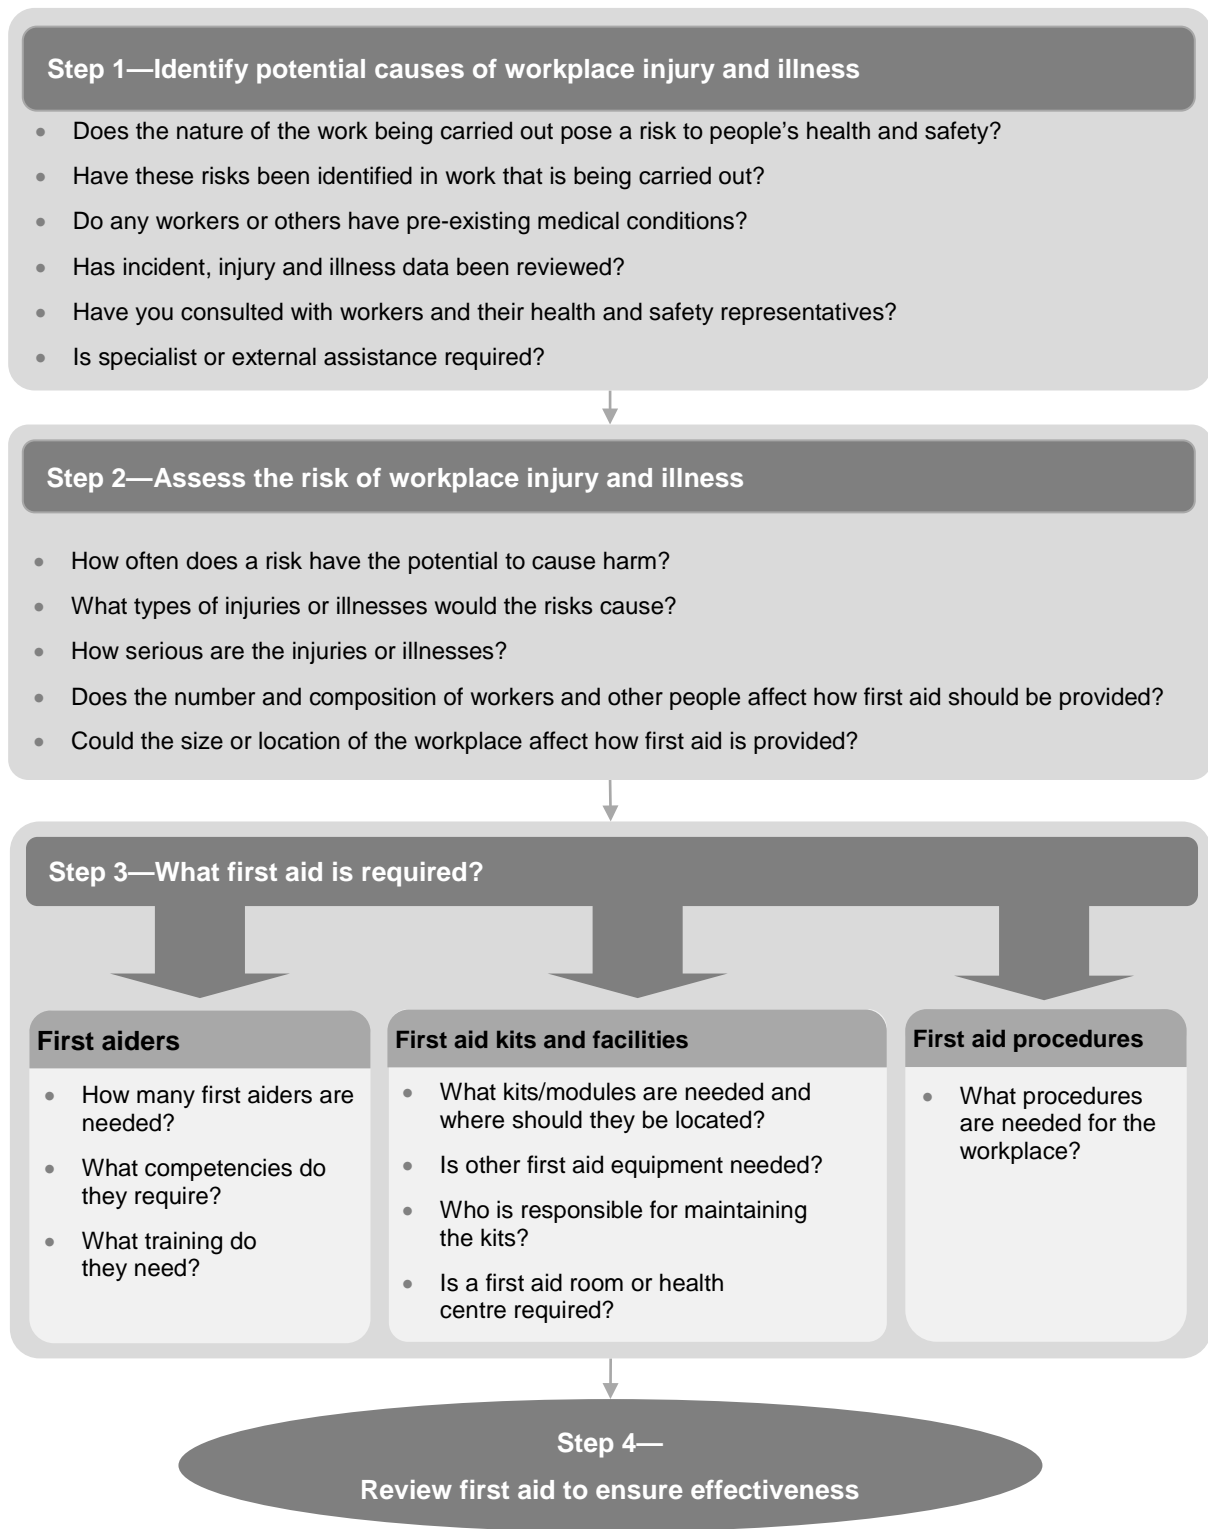 Step 1—Identify potential causes of workplace injury and illness
• Does the nature of the work being carried out pose a risk to people’s health and safety?
• Have these risks been identified in work that is being carried out?
• Do any workers or others have pre-existing medical conditions?
• Has incident, injury and illness data been reviewed?
• Have you consulted with workers and their health and safety representatives?
• Is specialist or external assistance required?
Step 2—Assess the risk of workplace injury and illness
• How often does a risk have the potential to cause harm?
• What types of injuries or illnesses would the risks cause?
• How serious are the injuries or illnesses?
• Does the number and composition of workers and other people affect how first aid should be provided?
• Could the size or location of the workplace affect how first aid is provided?
Step 3—What first aid is required?
First aiders
• How many first aiders are
needed?
• What competencies do
they require?
• What training do
they need?
First aid kits and facilities
• What kits/modules are needed and
where should they be located?
• Is other first aid equipment needed?
• Who is responsible for maintaining
the kits?
• Is a first aid room or health
centre required?
First aid procedures
• What procedures
are needed for the
workplace?
Step 4—
Review first aid to ensure effectiveness